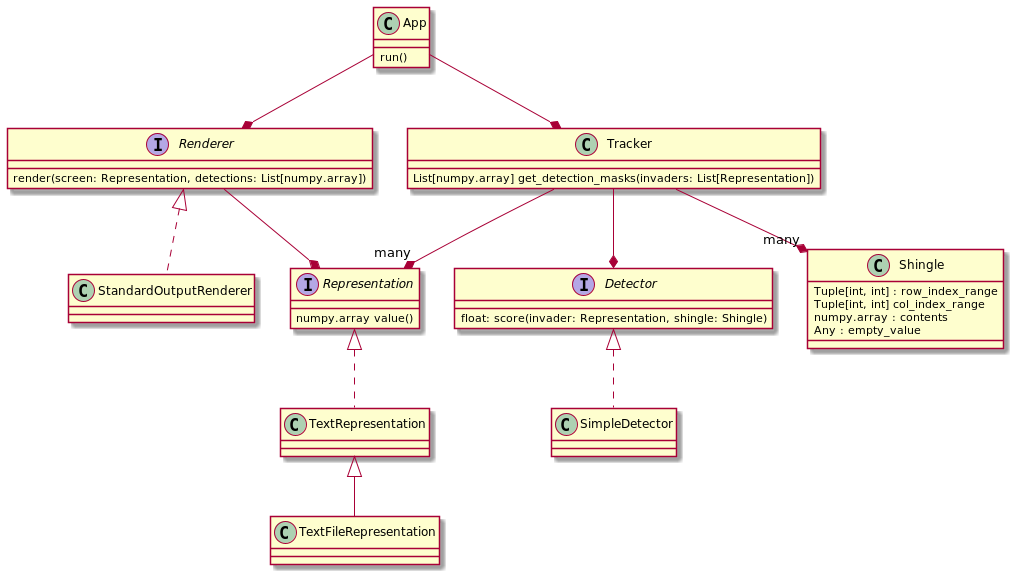 C App
run()
I Renderer
render(screen: Representation, detections: List[numpy.array])
C Tracker
List[numpy.array] get_detection_masks(invaders: List[Representation])
many
many
C StandardOutputRenderer
I Representation
numpy.array value()
I Detector
float: score(invader: Representation, shingle: Shingle)
C Shingle
Tuple[int, int] : row_index_range
Tuple[int, int] col_index_range
numpy.array : contents
Any : empty_value
C TextRepresentation
C SimpleDetector
C TextFileRepresentation